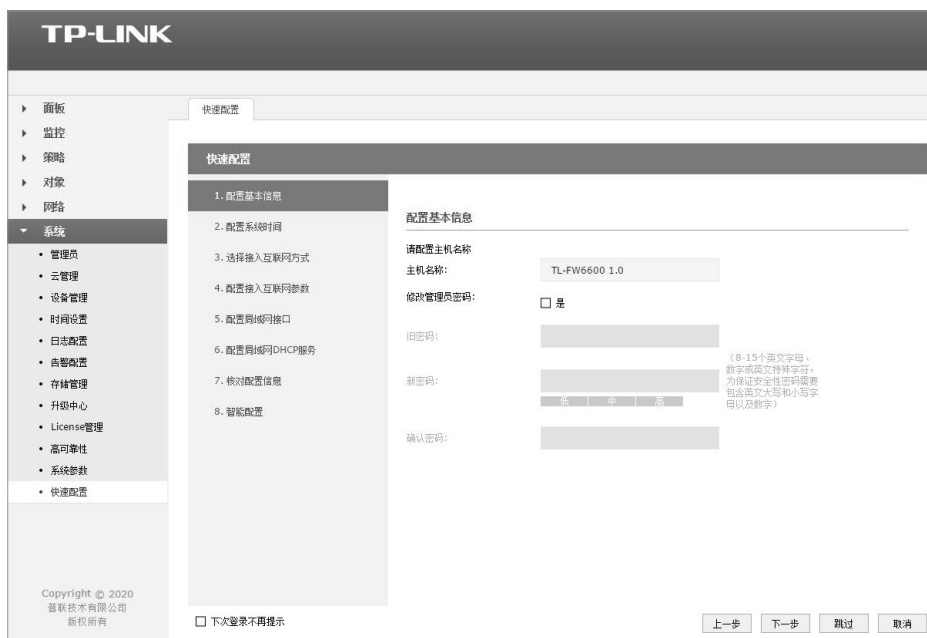 TP-LINK
面板
监控
策略
对象
网络
系统
管理员
云管理
设备管理
时间设置
日志配置
告警配置
存储管理
升级中心
License管理
高可靠性
系统参数
快速配置
Copyright © 2020
普联技术有限公司
版权所有
快速配置
快速配置
1. 配置基本信息
2. 配置系统时间
3. 选择接入互联网方式
4. 配置接入互联网参数
5. 配置局域网接口
6. 配置局域网DHCP服务
7. 核对配置信息
8. 智能配置
配置基本信息
请配置主机名称
主机名称: TL-FW6600 1.0
修改管理员密码: 是
旧密码:
新密码:
低 中 高
(8-15个英文字母、
数字或英文特殊字符,
为保证安全性密码需要
包含英文大写和小写字
母以及数字)
确认密码:
下次登录不再提示
上一步 下一步 跳过 取消